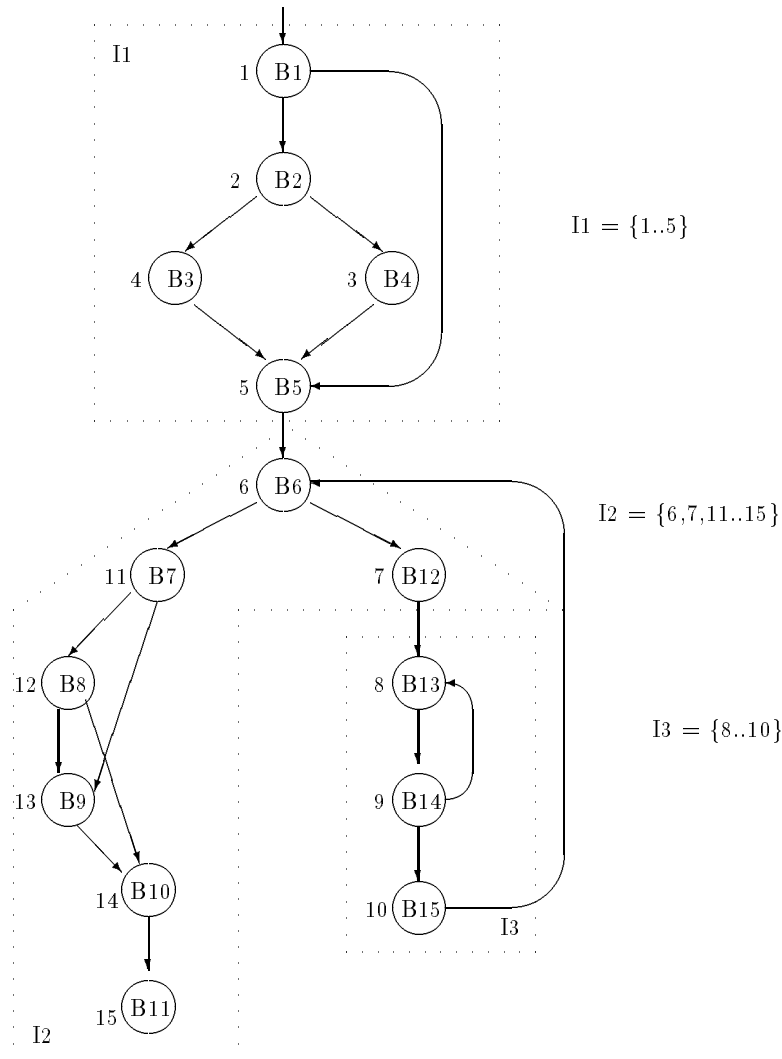 I1
1 B1
2 B2
I1 = {1..5}
4 B3
3 B4
5 B5
6 B6
I2 = {6,7,11..15}
11 B7
7 B12
12 B8
8 B13
I3 = {8..10}
13 B9
9 B14
14 B10
10 B15
I3
15 B11
I2